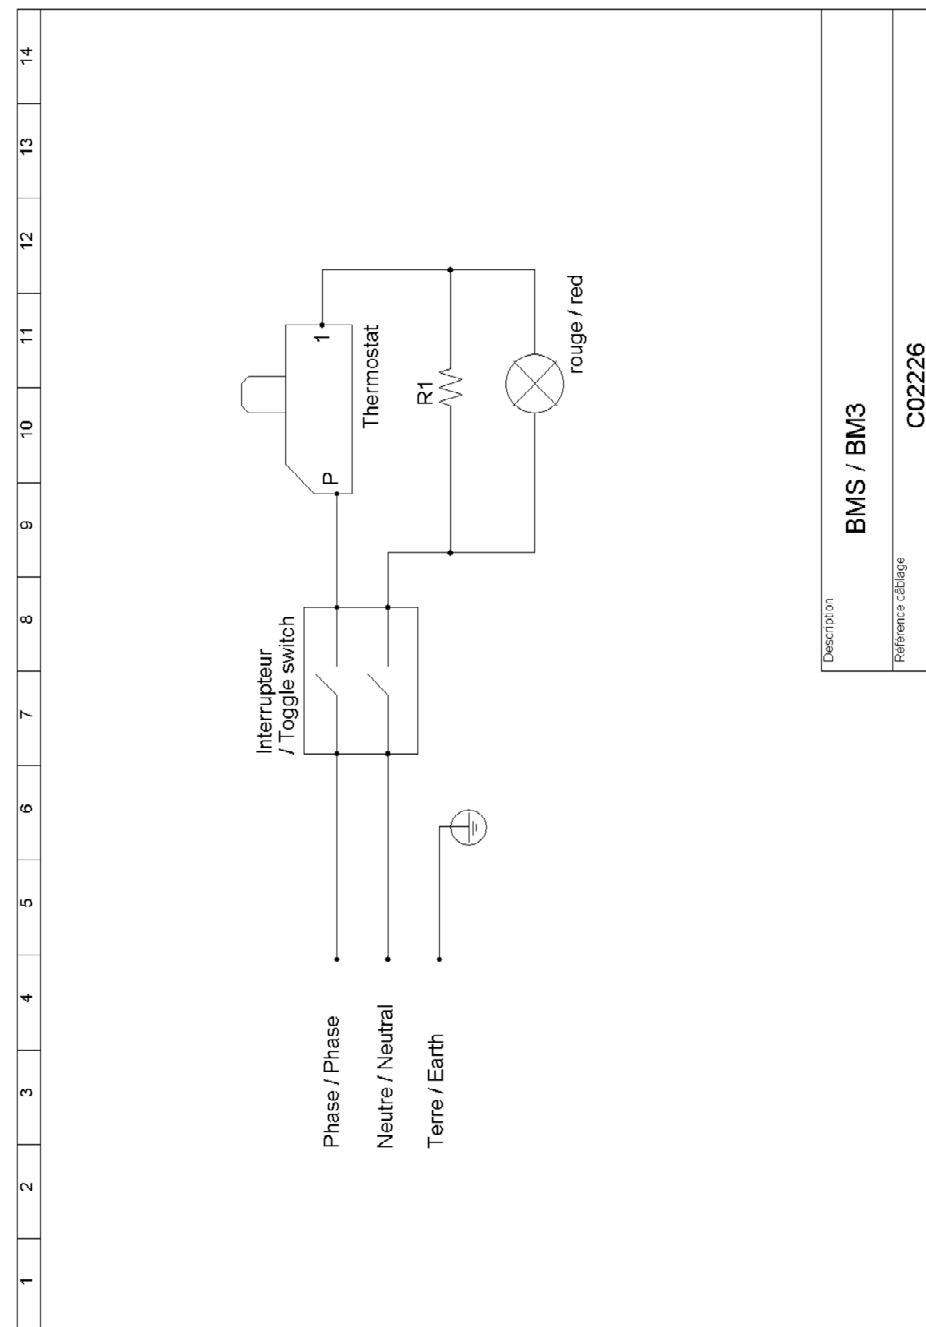 1 2 3 4 5 6 7 8 9 10 11 12 13 14
Interrupteur
/ Toggle switch
P
1
Thermostat
R1
rouge / red
Phase / Phase
Neutre / Neutral
Terre / Earth
Description
BMS / BM3
Référence câblage
C02226